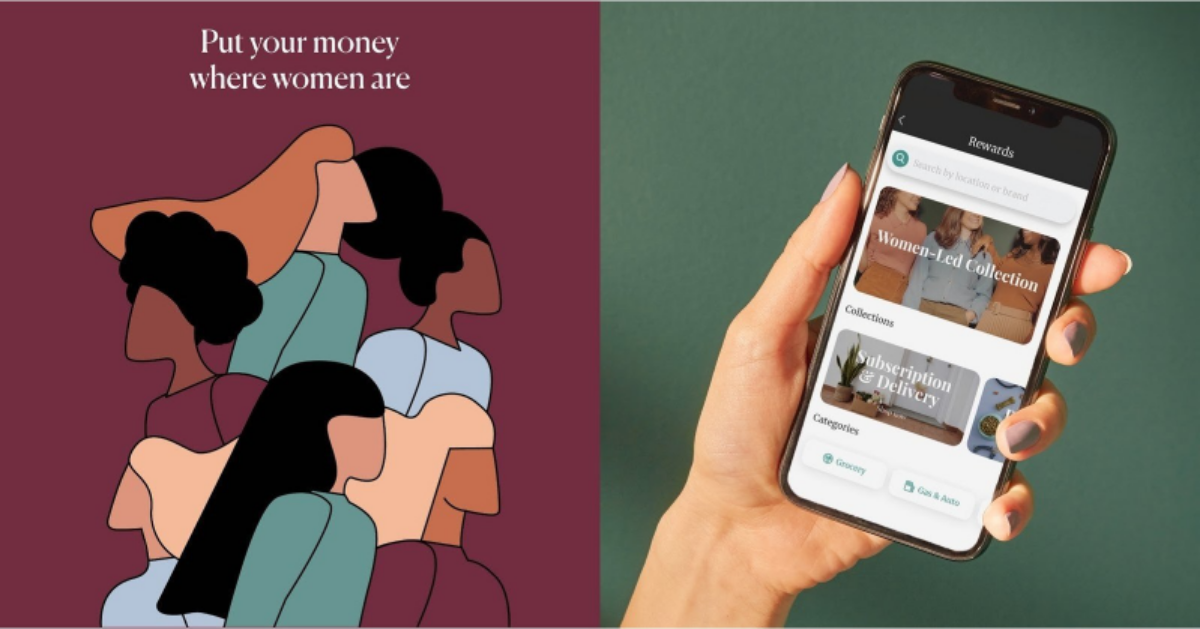 Put your money
where women are
Rewards
Search by location or brand
Women-Led Collection
Collections
Subscription
& Delivery
Categories
Grocery
Gas & Auto